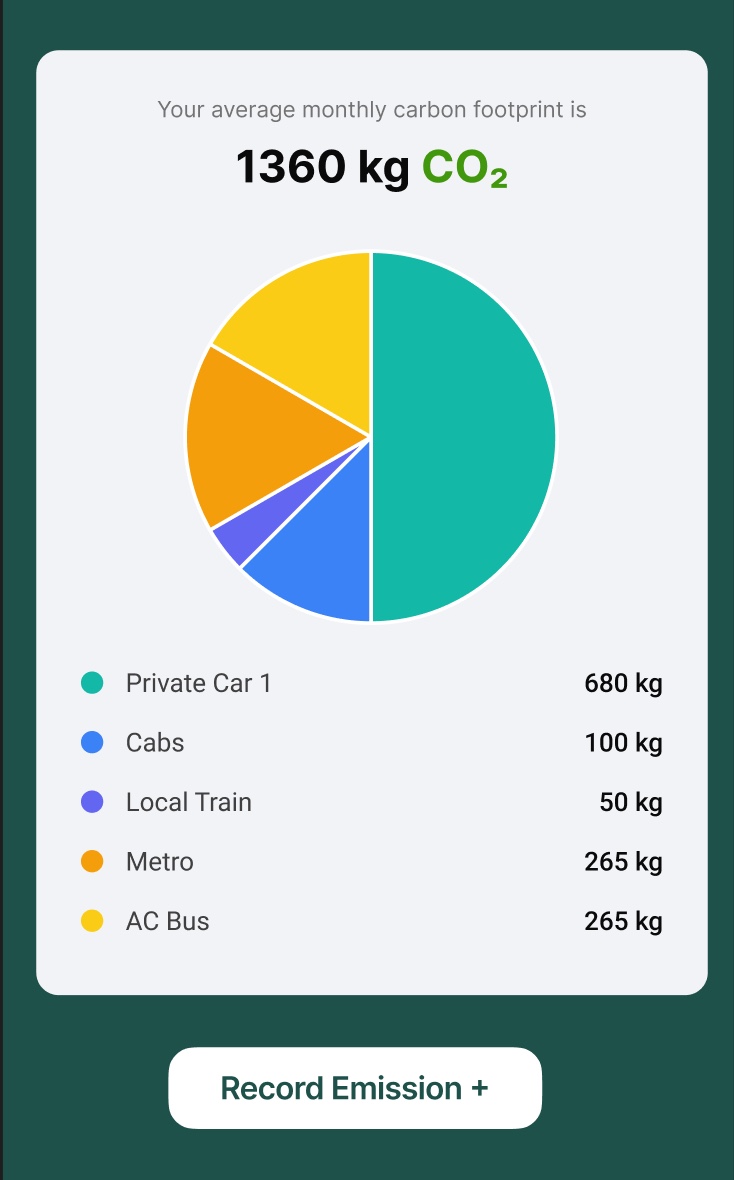 Your average monthly carbon footprint is
1360 kg CO₂
Private Car 1 680 kg
Cabs 100 kg
Local Train 50 kg
Metro 265 kg
AC Bus 265 kg
Record Emission +